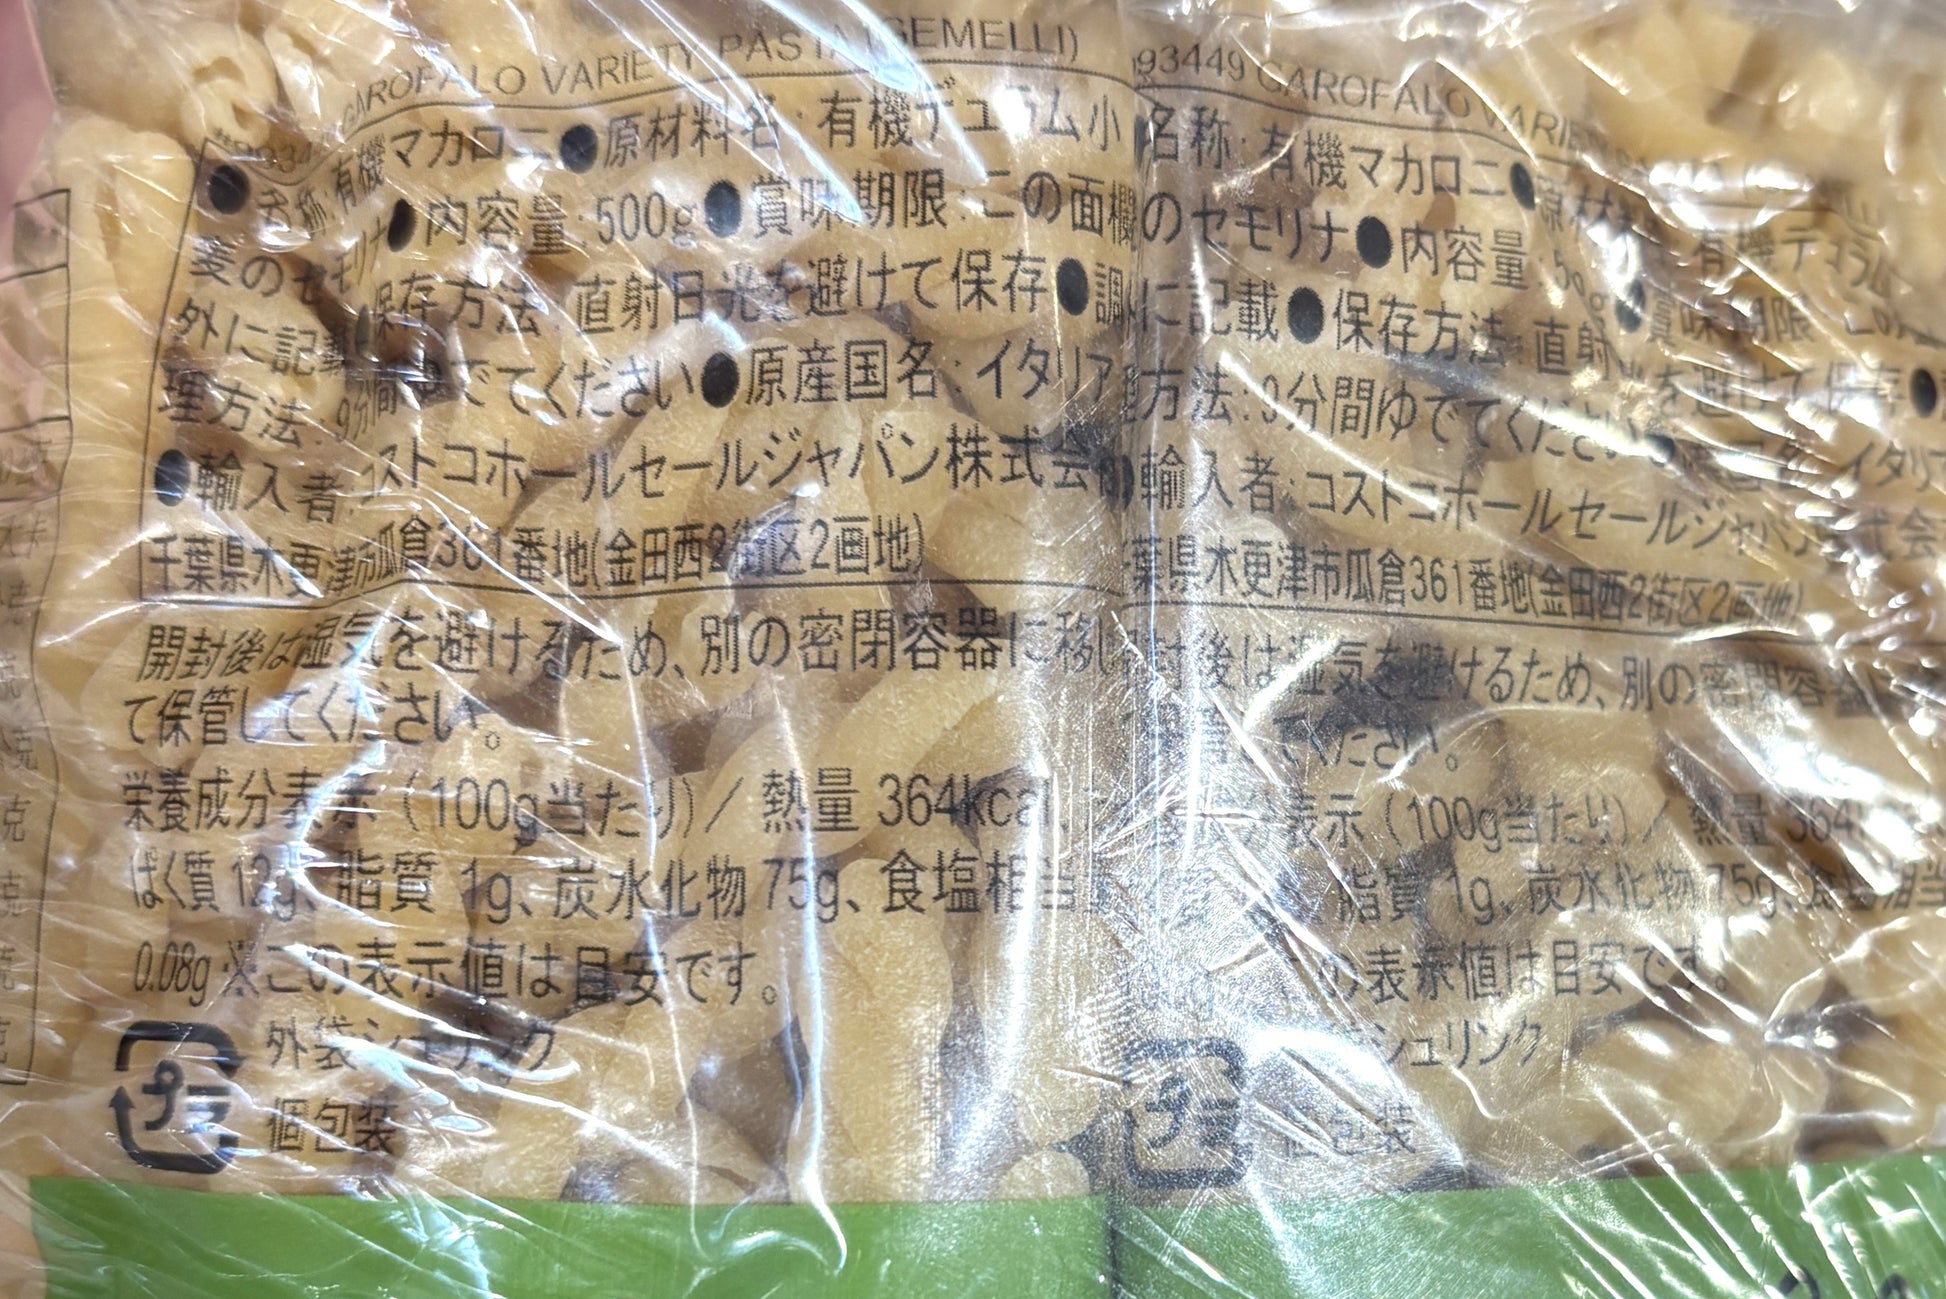 GAROFALO VARIETY PASTA (GEMELLI)
●名称:有機マカロニ●原材料名:有機デュラム小
麦のセモリナ●内容量:500g●賞味期限:この面欄
外に記載●保存方法:直射日光を避けて保存●調
理方法:9分間ゆでてください●原産国名:イタリア
●輸入者:コストコホールセールジャパン株式会
千葉県木更津市瓜倉361番地(金田西2街区2画地)
開封後は湿気を避けるため、別の密閉容器に移し
て保管してください。
栄養成分表示(100g当たり)/ 熱量 364kcal、
ぱく質 12g、脂質 1g、炭水化物 75g、食塩相当
0.08g ※この表示値は目安です。
プラ
外袋シュリンク
個包装
93449 GAROFALO VARIE
名称:有機マカロニ●原材料 有機デュラム
のセモリナ●内容量:500g●賞味期限
に記載●保存方法:直射 を避けて保存●
方法:9分間ゆでてください● イタリア
輸入者:コストコホールセールジャパン 式会
葉県木更津市瓜倉361番地(金田西2街区2画地)
後は湿気を避けるため、別の密閉容器
てください。
表示(100g当たり)/ 熱量 364
脂質 1g、炭水化物 75g、食塩相当
の表示値は目安です。
プラ
シュリンク
個包装
克
克
克